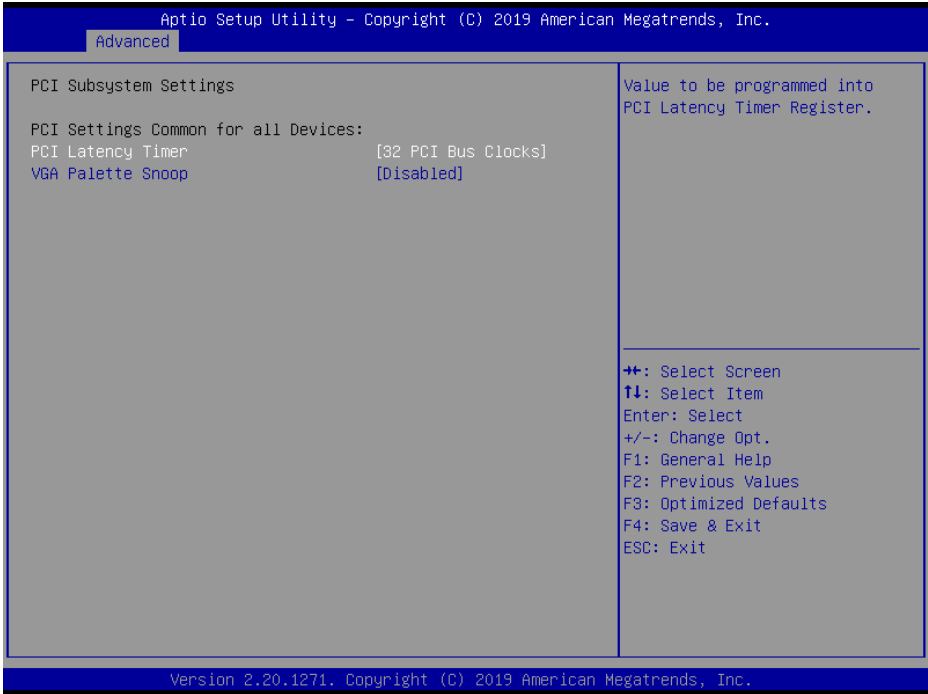 Aptio Setup Utility – Copyright (C) 2019 American Megatrends, Inc.
Advanced
PCI Subsystem Settings
PCI Settings Common for all Devices:
PCI Latency Timer [32 PCI Bus Clocks]
VGA Palette Snoop [Disabled]
Value to be programmed into
PCI Latency Timer Register.
→←: Select Screen
↑↓: Select Item
Enter: Select
+/-: Change Opt.
F1: General Help
F2: Previous Values
F3: Optimized Defaults
F4: Save & Exit
ESC: Exit
Version 2.20.1271. Copyright (C) 2019 American Megatrends, Inc.